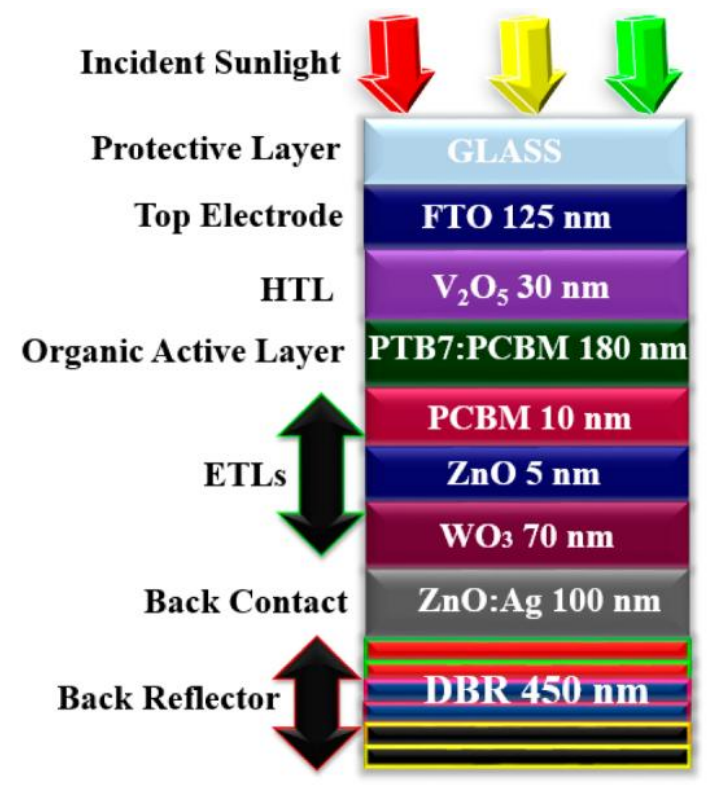 Incident Sunlight
Protective Layer GLASS
Top Electrode FTO 125 nm
HTL V₂O₅ 30 nm
Organic Active Layer PTB7:PCBM 180 nm
PCBM 10 nm
ETLs ZnO 5 nm
WO₃ 70 nm
Back Contact ZnO:Ag 100 nm
Back Reflector DBR 450 nm